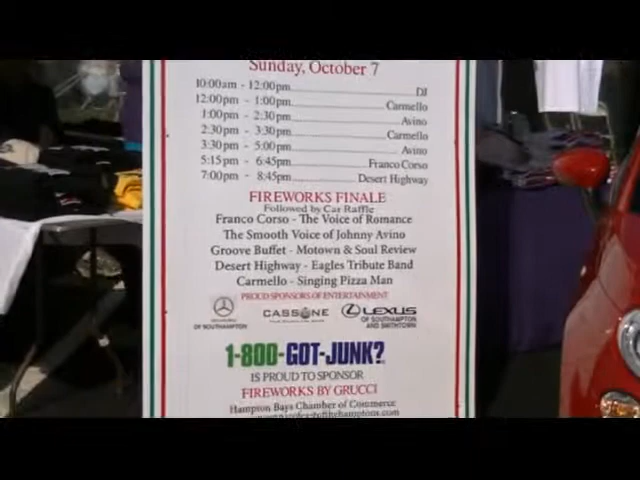 Sunday, October 7
10:00am - 12:00pm DJ
12:00pm - 1:00pm Carmello
1:00pm - 2:30pm Avino
2:30pm - 3:30pm Carmello
3:30pm - 5:00pm Avino
5:15pm - 6:45pm Franco Corso
7:00pm - 8:45pm Desert Highway
FIREWORKS FINALE
Followed by Car Raffle
Franco Corso - The Voice of Romance
The Smooth Voice of Johnny Avino
Groove Buffet - Motown & Soul Review
Desert Highway - Eagles Tribute Band
Carmello - Singing Pizza Man
PROUD SPONSORS OF ENTERTAINMENT
OF SOUTHAMPTON
CASSONE
LEXUS
OF SOUTHAMPTON
AND SMITHTOWN
1-800-GOT-JUNK?
IS PROUD TO SPONSOR
FIREWORKS BY GRUCCI
Hampton Bays Chamber of Commerce